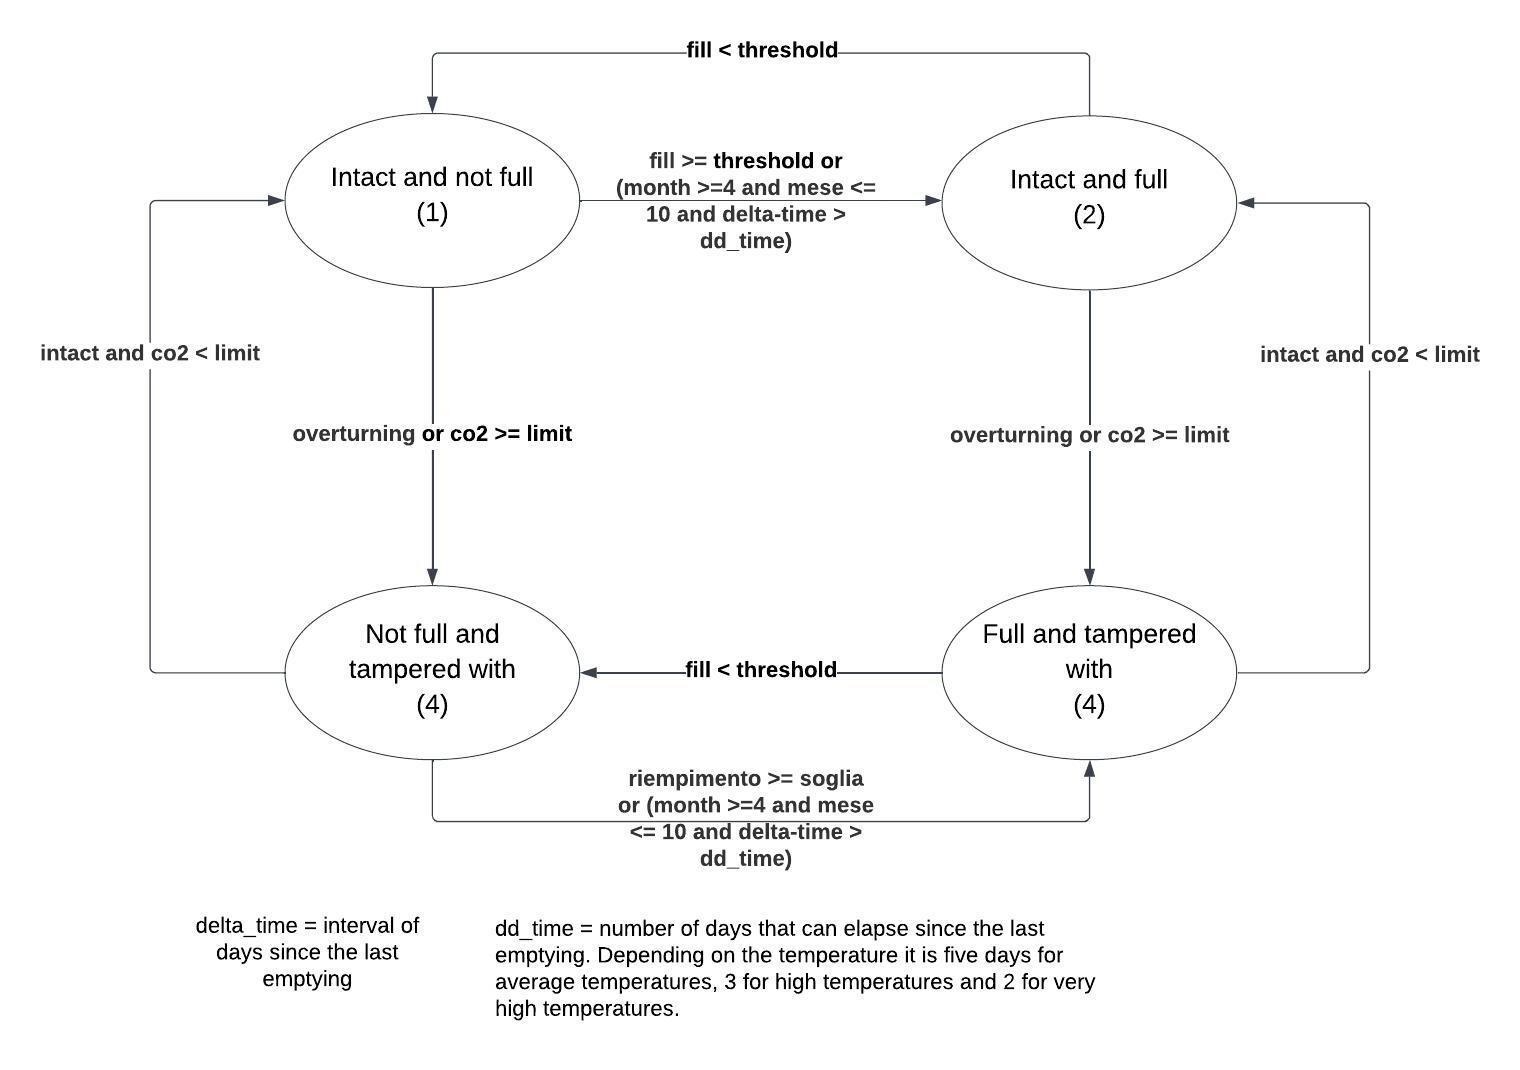 fill < threshold
Intact and not full
(1)
fill >= threshold or
(month >=4 and mese <=
10 and delta-time >
dd_time)
Intact and full
(2)
intact and co2 < limit
intact and co2 < limit
overturning or co2 >= limit
overturning or co2 >= limit
Not full and
tampered with
(4)
fill < threshold
Full and tampered
with
(4)
riempimento >= soglia
or (month >=4 and mese
<= 10 and delta-time >
dd_time)
delta_time = interval of
days since the last
emptying
dd_time = number of days that can elapse since the last
emptying. Depending on the temperature it is five days for
average temperatures, 3 for high temperatures and 2 for very
high temperatures.